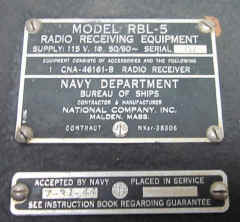 MODEL RBL-5
RADIO RECEIVING EQUIPMENT
SUPPLY: 115 V. 1Ø 50/60~ SERIAL
EQUIPMENT CONSISTS OF ACCESSORIES AND THE FOLLOWING
1 CNA-46161-B RADIO RECEIVER
NAVY DEPARTMENT
BUREAU OF SHIPS
CONTRACTOR & MANUFACTURER
NATIONAL COMPANY, INC.
MALDEN, MASS.
CONTRACT NXsr-38306
ACCEPTED BY NAVY PLACED IN SERVICE
SEE INSTRUCTION BOOK REGARDING GUARANTEE